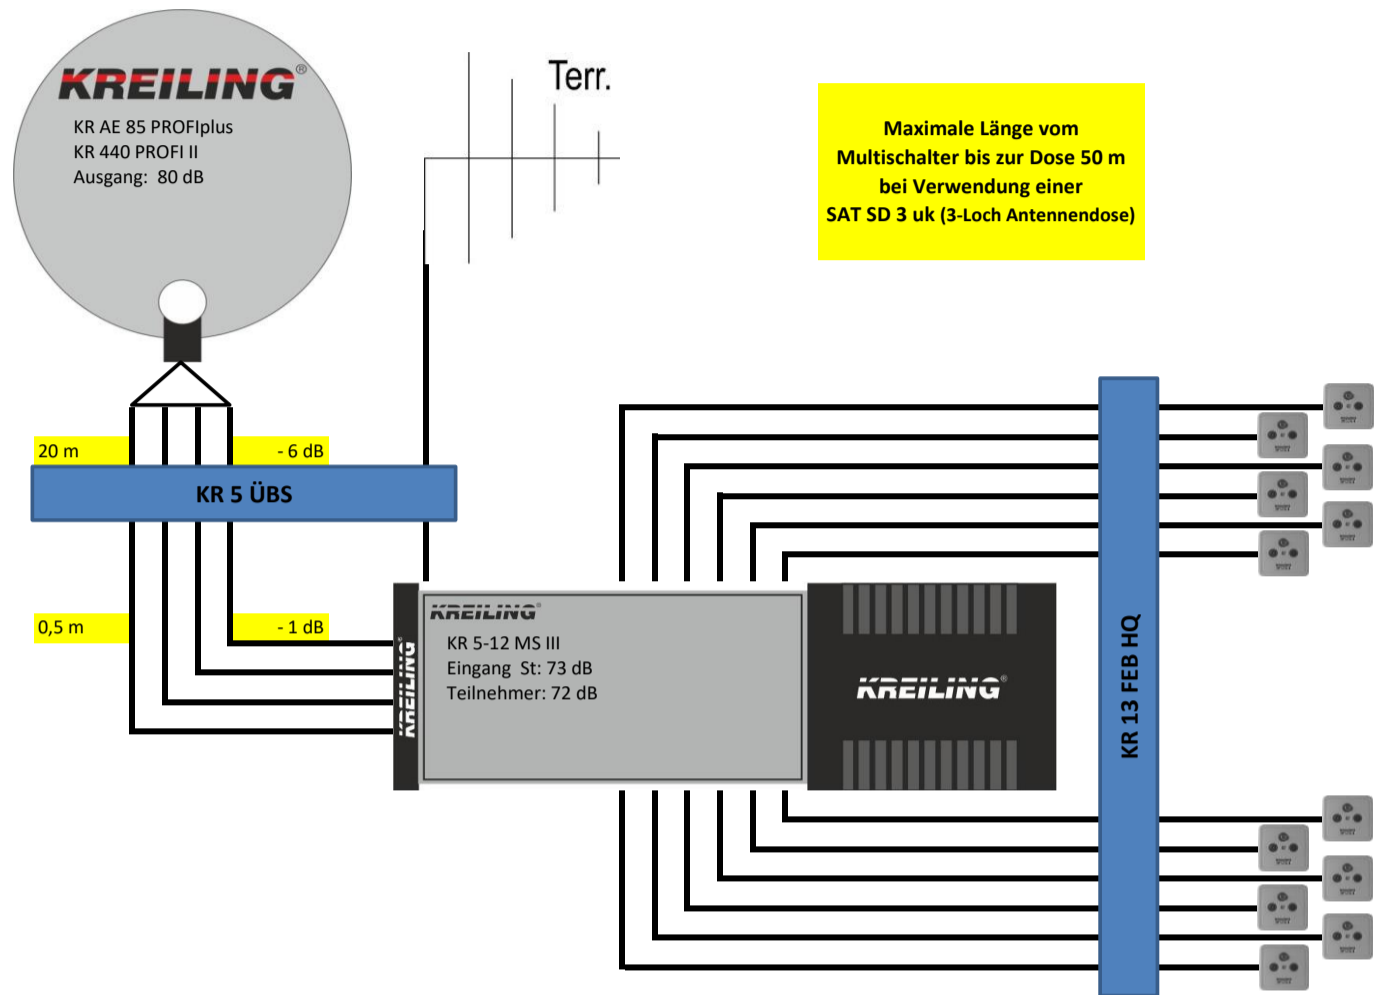 KREILING®
KR AE 85 PROFIplus
KR 440 PROFI II
Ausgang: 80 dB
Terr.
Maximale Länge vom
Multischalter bis zur Dose 50 m
bei Verwendung einer
SAT SD 3 uk (3-Loch Antennendose)
20 m
- 6 dB
KR 5 ÜBS
0,5 m
- 1 dB
KREILING
KREILING®
KR 5-12 MS III
Eingang St: 73 dB
Teilnehmer: 72 dB
KREILING®
KR 13 FEB HQ